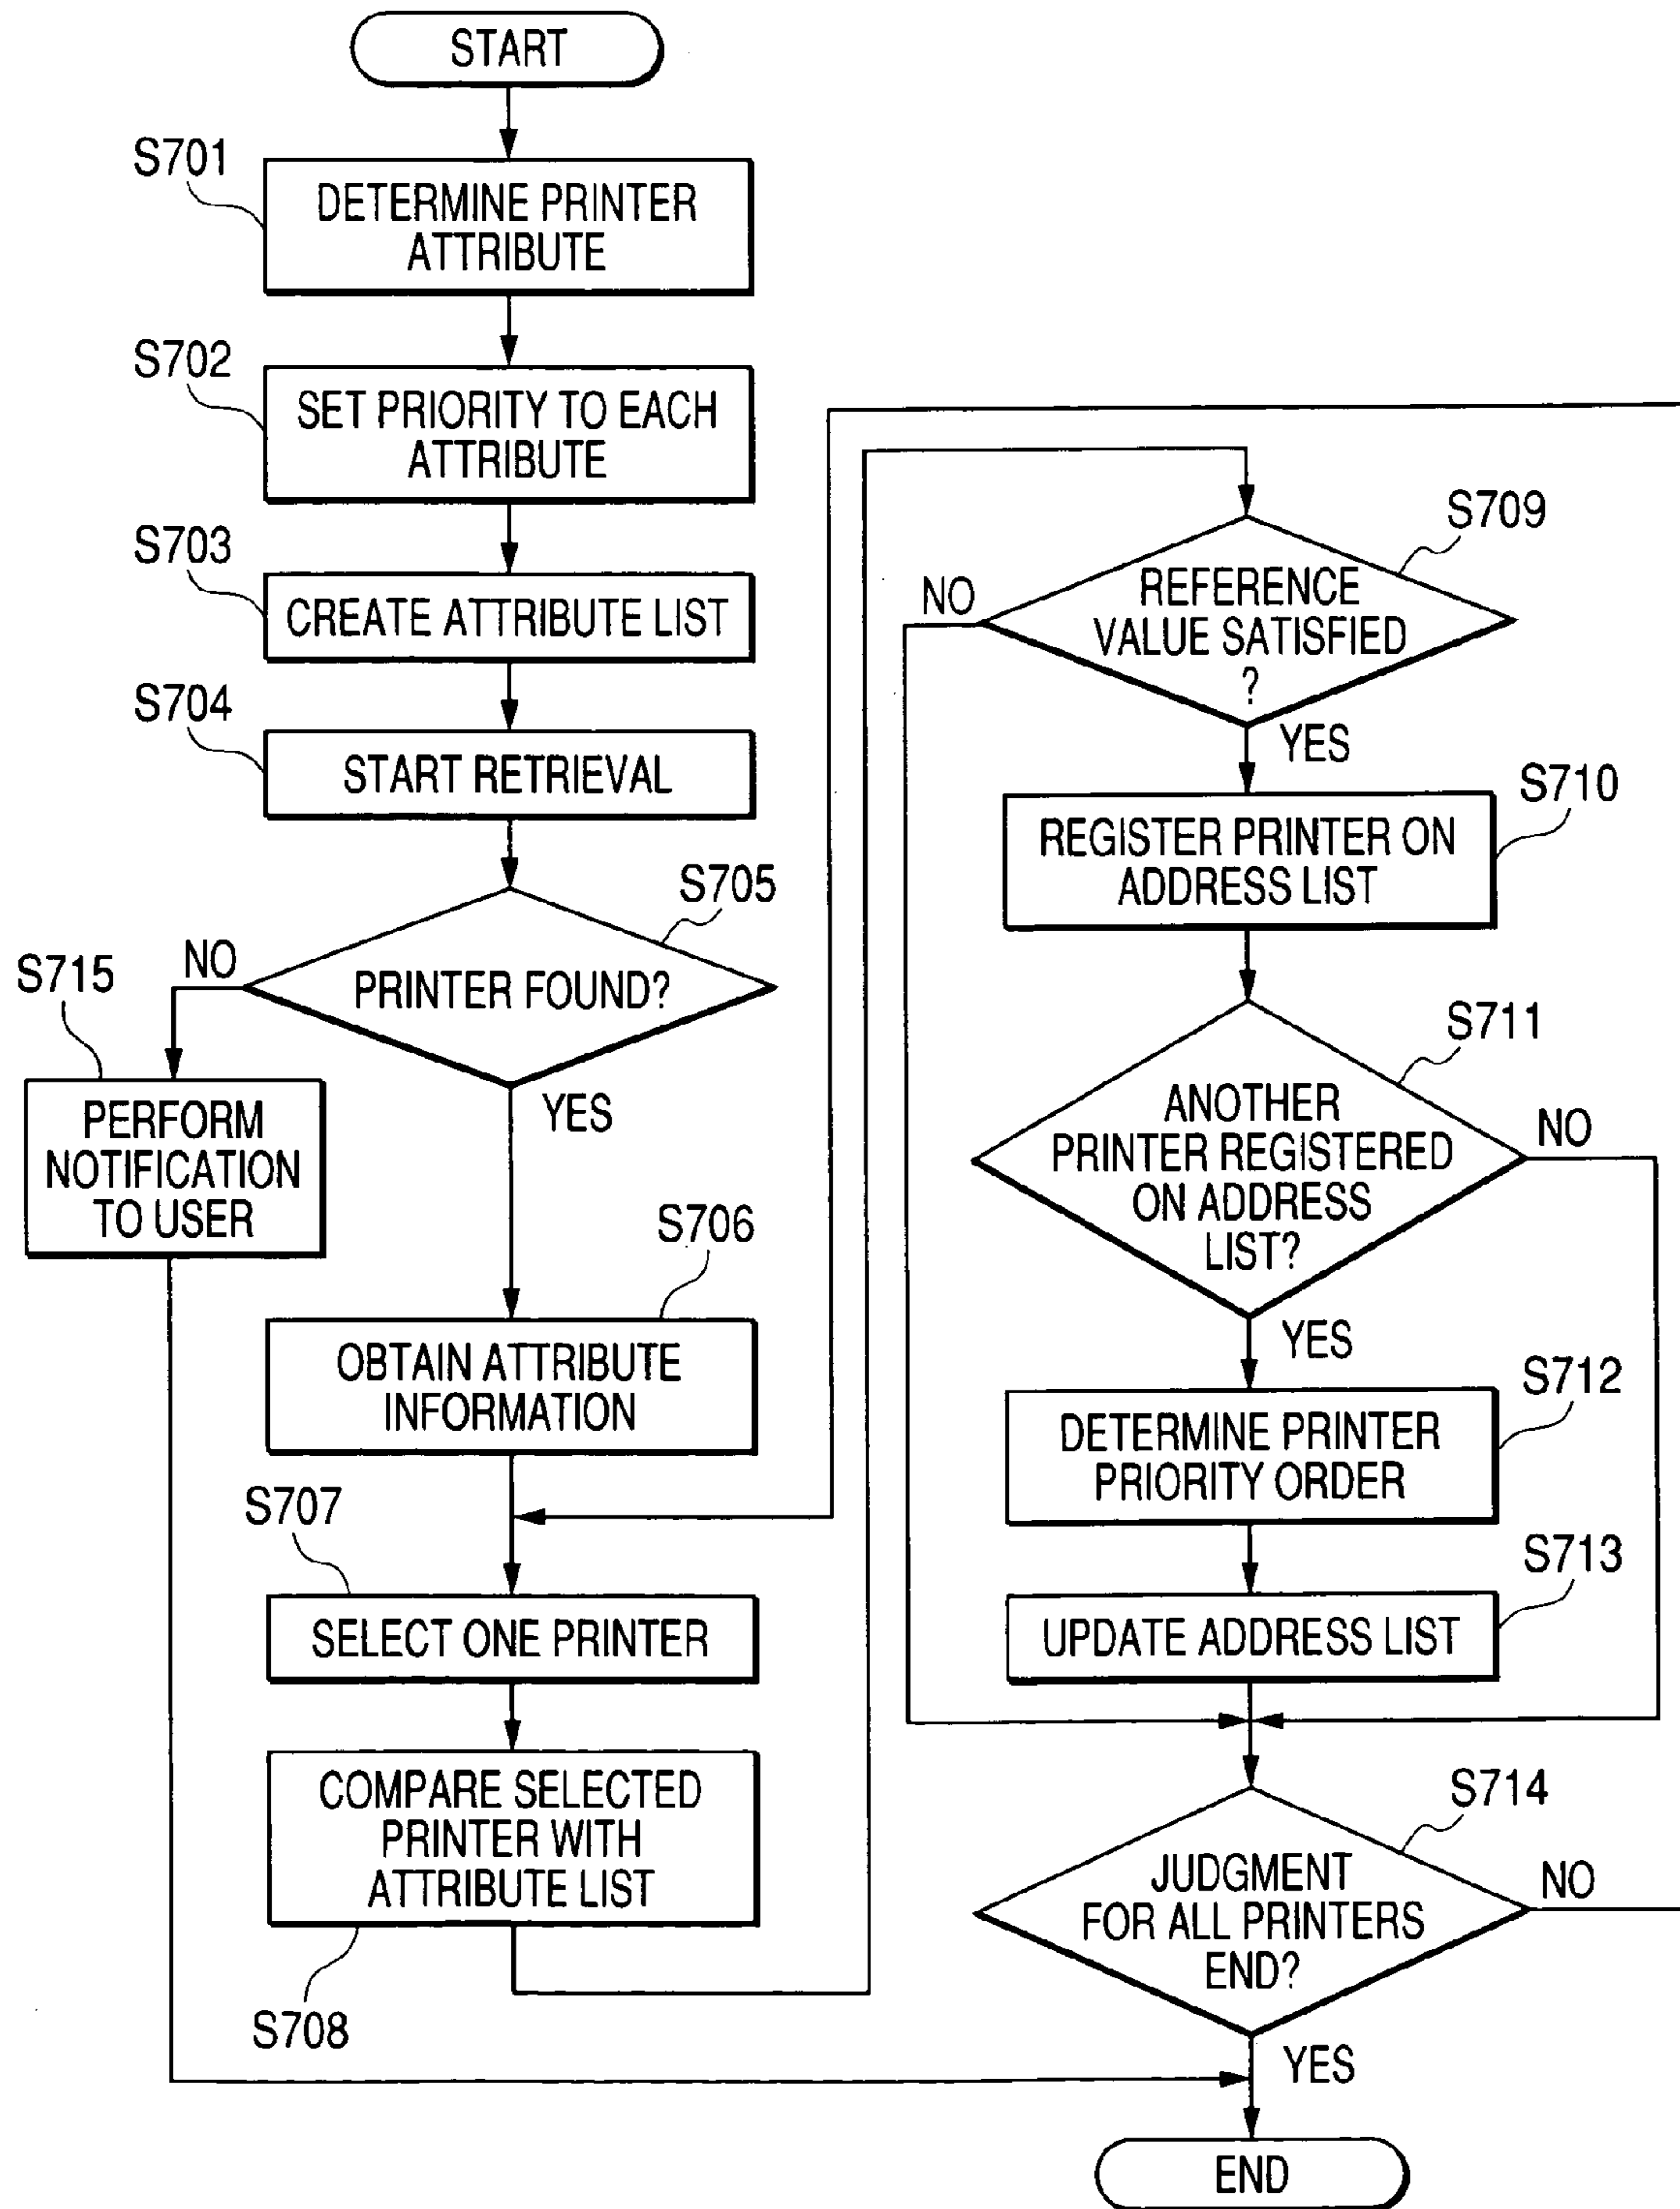 START
S701
DETERMINE PRINTER
ATTRIBUTE
S702
SET PRIORITY TO EACH
ATTRIBUTE
S703
CREATE ATTRIBUTE LIST
S704
START RETRIEVAL
S705
PRINTER FOUND?
NO
YES
S715
PERFORM
NOTIFICATION
TO USER
S706
OBTAIN ATTRIBUTE
INFORMATION
S707
SELECT ONE PRINTER
COMPARE SELECTED
PRINTER WITH
ATTRIBUTE LIST
S708
S709
REFERENCE
VALUE SATISFIED
?
NO
YES
S710
REGISTER PRINTER ON
ADDRESS LIST
S711
ANOTHER
PRINTER REGISTERED
ON ADDRESS
LIST?
NO
YES
S712
DETERMINE PRINTER
PRIORITY ORDER
S713
UPDATE ADDRESS LIST
S714
JUDGMENT
FOR ALL PRINTERS
END?
NO
YES
END